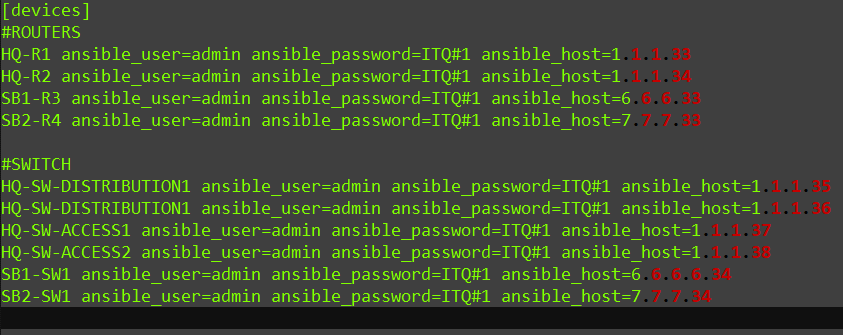 [devices]
#ROUTERS
HQ-R1 ansible_user=admin ansible_password=ITQ#1 ansible_host=1.1.1.33
HQ-R2 ansible_user=admin ansible_password=ITQ#1 ansible_host=1.1.1.34
SB1-R3 ansible_user=admin ansible_password=ITQ#1 ansible_host=6.6.6.33
SB2-R4 ansible_user=admin ansible_password=ITQ#1 ansible_host=7.7.7.33
#SWITCH
HQ-SW-DISTRIBUTION1 ansible_user=admin ansible_password=ITQ#1 ansible_host=1.1.1.35
HQ-SW-DISTRIBUTION1 ansible_user=admin ansible_password=ITQ#1 ansible_host=1.1.1.36
HQ-SW-ACCESS1 ansible_user=admin ansible_password=ITQ#1 ansible_host=1.1.1.37
HQ-SW-ACCESS2 ansible_user=admin ansible_password=ITQ#1 ansible_host=1.1.1.38
SB1-SW1 ansible_user=admin ansible_password=ITQ#1 ansible_host=6.6.6.6.34
SB2-SW1 ansible_user=admin ansible_password=ITQ#1 ansible_host=7.7.7.34